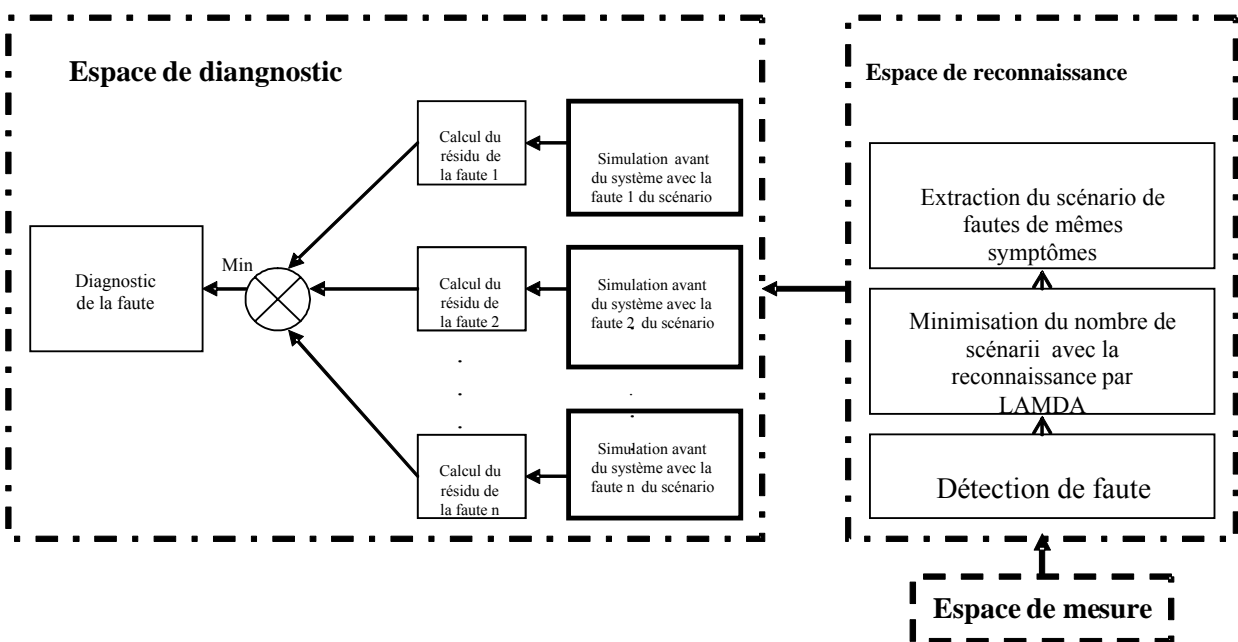 Espace de diangnostic
Calcul du
résidu de
la faute 1
Simulation avant
du système avec la
faute 1 du scénario
Diagnostic
de la faute
Min
Calcul du
résidu de
la faute 2
Simulation avant
du système avec la
faute 2 du scénario
Calcul du
résidu de
la faute n
Simulation avant
du système avec la
faute n du scénario
Espace de reconnaissance
Extraction du scénario de
fautes de mêmes
symptômes
Minimisation du nombre de
scénarii avec la
reconnaissance par
LAMDA
Détection de faute
Espace de mesure